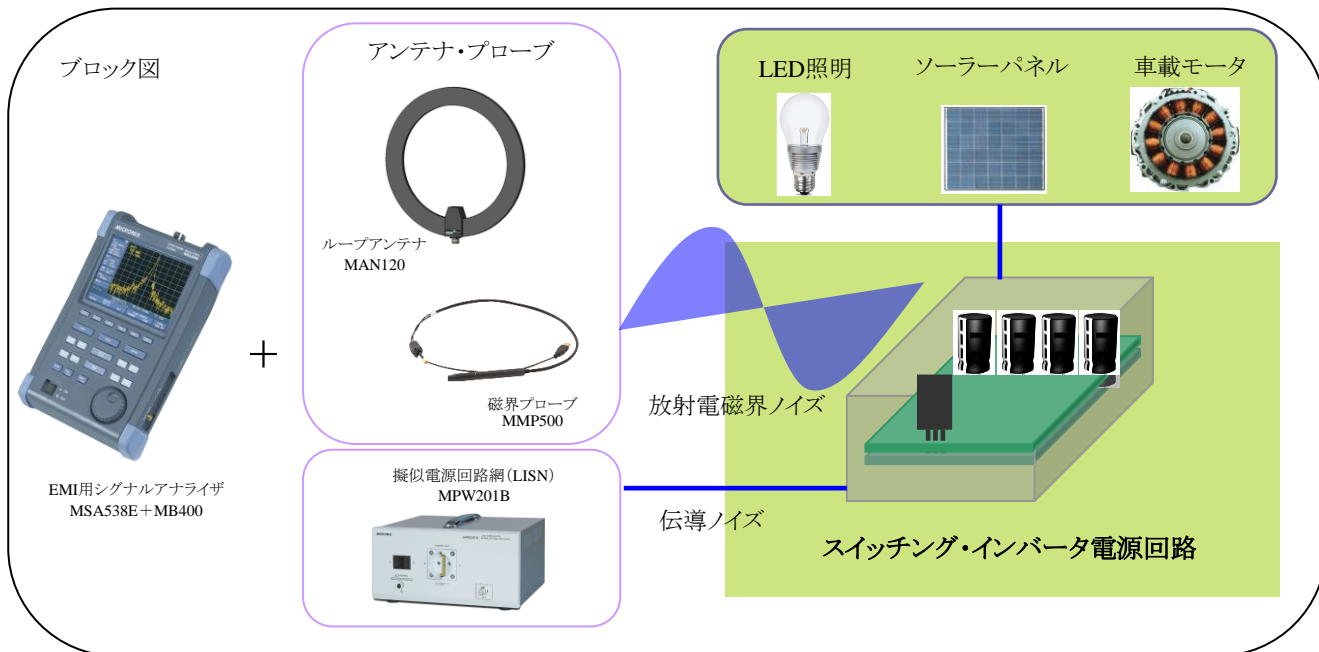 ブロック図
アンテナ・プローブ
ループアンテナ
MAN120
磁界プローブ
MMP500
擬似電源回路網(LISN)
MPW201B
EMI用シグナルアナライザ
MSA538E+MB400
+
LED照明
ソーラーパネル
車載モータ
放射電磁界ノイズ
伝導ノイズ
スイッチング・インバータ電源回路
MICRONIX